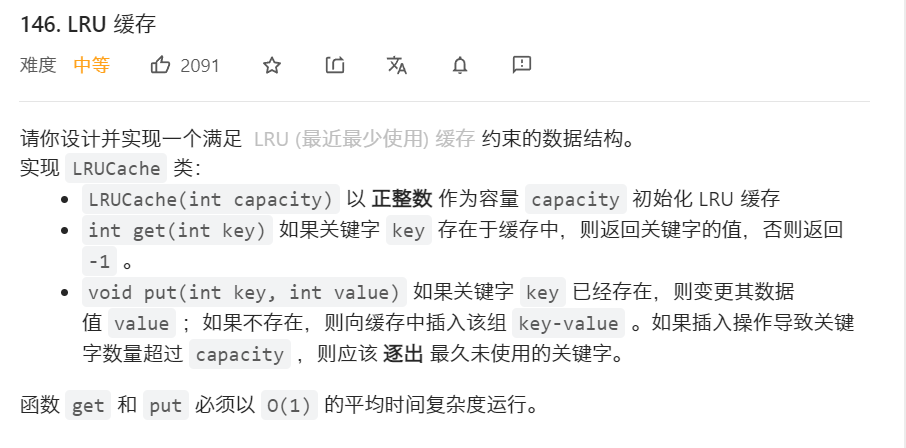 146. LRU 缓存
难度 中等 2091
请你设计并实现一个满足 LRU (最近最少使用) 缓存 约束的数据结构。
实现 LRUCache 类：
• LRUCache(int capacity) 以 正整数 作为容量 capacity 初始化 LRU 缓存
• int get(int key) 如果关键字 key 存在于缓存中，则返回关键字的值，否则返回
-1 。
• void put(int key, int value) 如果关键字 key 已经存在，则变更其数据
值 value ；如果不存在，则向缓存中插入该组 key-value 。如果插入操作导致关键
字数量超过 capacity ，则应该 逐出 最久未使用的关键字。
函数 get 和 put 必须以 O(1) 的平均时间复杂度运行。